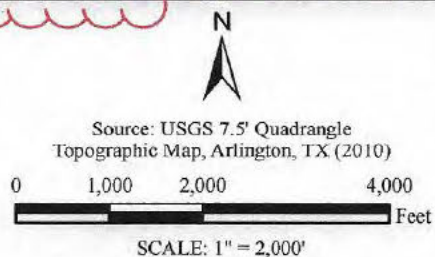 N
Source: USGS 7.5' Quadrangle
Topographic Map, Arlington, TX (2010)
0 1,000 2,000 4,000
Feet
SCALE: 1" = 2,000'